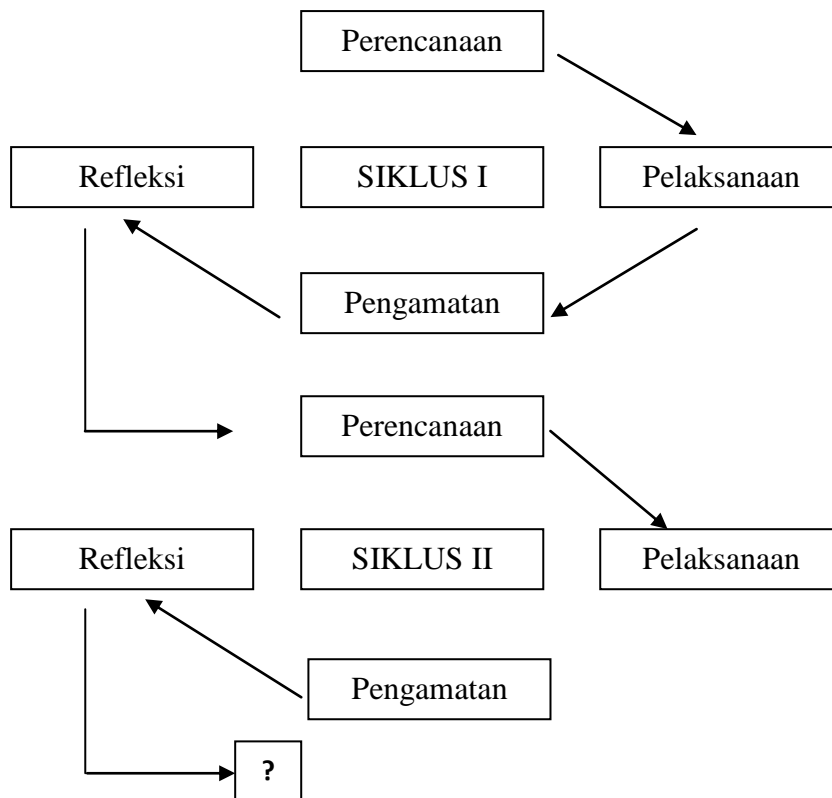 Perencanaan
Refleksi
SIKLUS I
Pelaksanaan
Pengamatan
Perencanaan
Refleksi
SIKLUS II
Pelaksanaan
Pengamatan
?